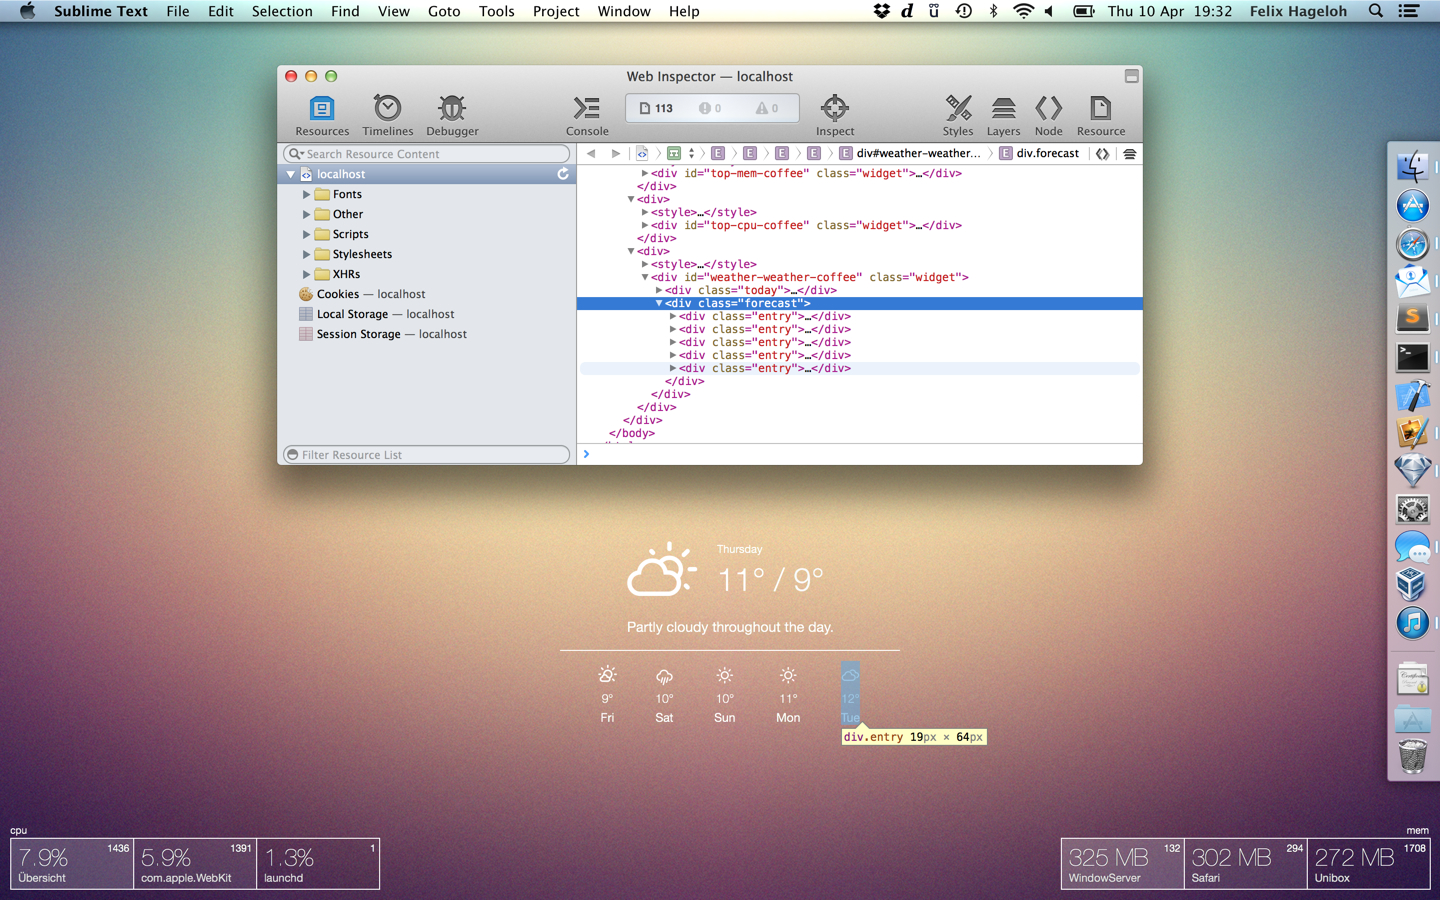 Sublime Text File Edit Selection Find View Goto Tools Project Window Help Thu 10 Apr 19:32 Felix Hageloh
Web Inspector — localhost
113 0 0
Resources Timelines Debugger Console Inspect Styles Layers Node Resource
Search Resource Content
E E E E E div#weather-weather... E div.forecast
localhost
Fonts
Other
Scripts
Stylesheets
XHRs
Cookies — localhost
Local Storage — localhost
Session Storage — localhost
Filter Resource List
<div id="top-mem-coffee" class="widget">…</div>
</div>
<div>
<style>…</style>
<div id="top-cpu-coffee" class="widget">…</div>
</div>
<div>
<style>…</style>
<div id="weather-weather-coffee" class="widget">
<div class="today">…</div>
<div class="forecast">
<div class="entry">…</div>
<div class="entry">…</div>
<div class="entry">…</div>
<div class="entry">…</div>
<div class="entry">…</div>
</div>
</div>
</div>
</div>
</body>
Thursday
11° / 9°
Partly cloudy throughout the day.
9° 10° 10° 11° 12°
Fri Sat Sun Mon Tue
div.entry 19px × 64px
cpu
7.9% 1436 5.9% 1391 1.3% 1
Übersicht com.apple.WebKit launchd
mem
325 MB 132 302 MB 294 272 MB 1708
WindowServer Safari Unibox